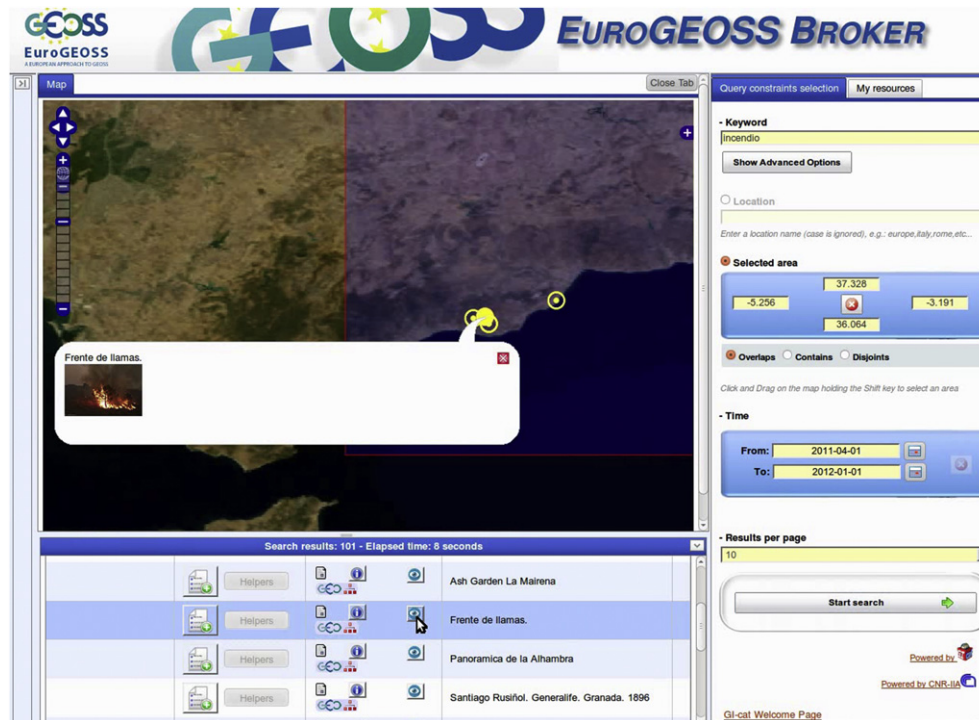 GEOSS
EuroGEOSS
A EUROPEAN APPROACH TO GEOSS
GEOSS
EUROGEOSS BROKER
Map
Close Tab
Frente de llamas.
Search results: 101 - Elapsed time: 8 seconds
Helpers
GEO
Ash Garden La Mairena
Helpers
GEO
Frente de llamas.
Helpers
GEO
Panoramica de la Alhambra
Helpers
GEO
Santiago Rusiñol. Generalife. Granada. 1896
Query constraints selection
My resources
- Keyword
incendio
Show Advanced Options
Location
Enter a location name (case is ignored), e.g.: europe,italy,rome,etc...
Selected area
37.328
-5.256
-3.191
36.064
Overlaps Contains Disjoints
Click and Drag on the map holding the Shift key to select an area
- Time
From: 2011-04-01
To: 2012-01-01
- Results per page
10
Start search
Powered by
Powered by CNR-IIA
GI-cat Welcome Page